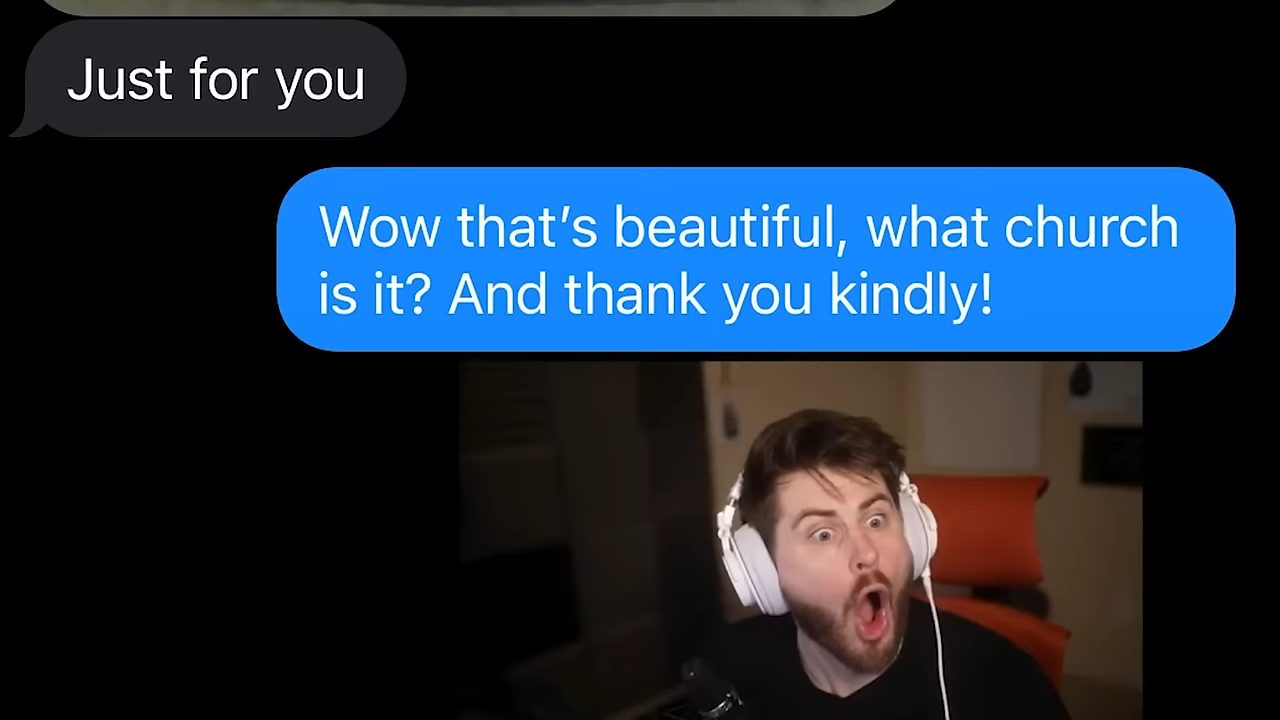 Just for you
Wow that’s beautiful, what church
is it? And thank you kindly!